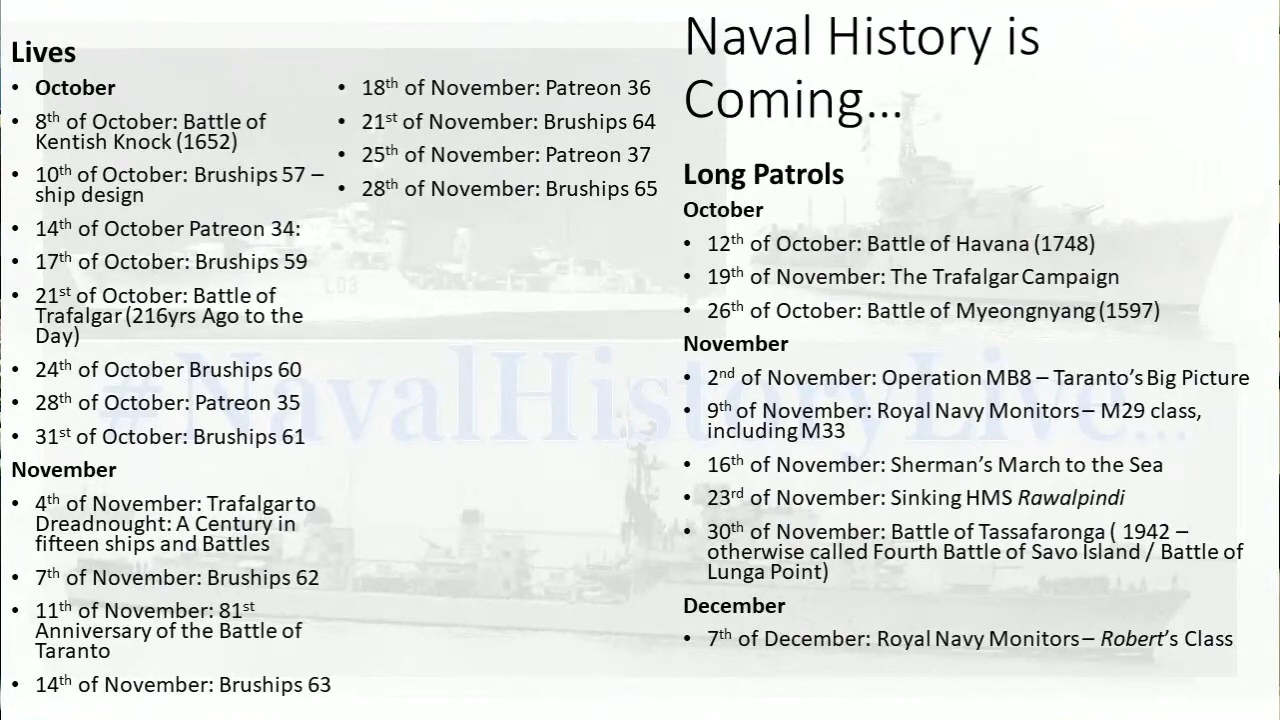 Naval History is
Coming...
Lives
• October
• 8th of October: Battle of
Kentish Knock (1652)
• 10th of October: Bruships 57 –
ship design
• 14th of October Patreon 34:
• 17th of October: Bruships 59
• 21st of October: Battle of
Trafalgar (216yrs Ago to the
Day)
• 24th of October Bruships 60
• 28th of October: Patreon 35
• 31st of October: Bruships 61
November
• 4th of November: Trafalgar to
Dreadnought: A Century in
fifteen ships and Battles
• 7th of November: Bruships 62
• 11th of November: 81st
Anniversary of the Battle of
Taranto
• 14th of November: Bruships 63
• 18th of November: Patreon 36
• 21st of November: Bruships 64
• 25th of November: Patreon 37
• 28th of November: Bruships 65
Long Patrols
October
• 12th of October: Battle of Havana (1748)
• 19th of November: The Trafalgar Campaign
• 26th of October: Battle of Myeongnyang (1597)
November
• 2nd of November: Operation MB8 – Taranto's Big Picture
• 9th of November: Royal Navy Monitors – M29 class,
including M33
• 16th of November: Sherman's March to the Sea
• 23rd of November: Sinking HMS Rawalpindi
• 30th of November: Battle of Tassafaronga ( 1942 –
otherwise called Fourth Battle of Savo Island / Battle of
Lunga Point)
December
• 7th of December: Royal Navy Monitors – Robert's Class
#NavalHistoryLive...
L03